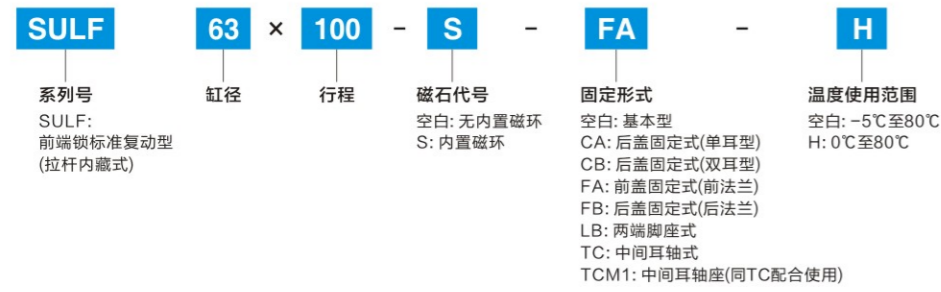 SULF 63 × 100 - S - FA - H
系列号 缸径 行程 磁石代号 固定形式 温度使用范围
SULF: 空白: 无内置磁环 空白: 基本型 空白: -5℃至80℃
前端锁标准复动型 S: 内置磁环 CA: 后盖固定式(单耳型) H: 0℃至80℃
(拉杆内藏式) CB: 后盖固定式(双耳型)
FA: 前盖固定式(前法兰)
FB: 后盖固定式(后法兰)
LB: 两端脚座式
TC: 中间耳轴式
TCM1: 中间耳轴座(同TC配合使用)